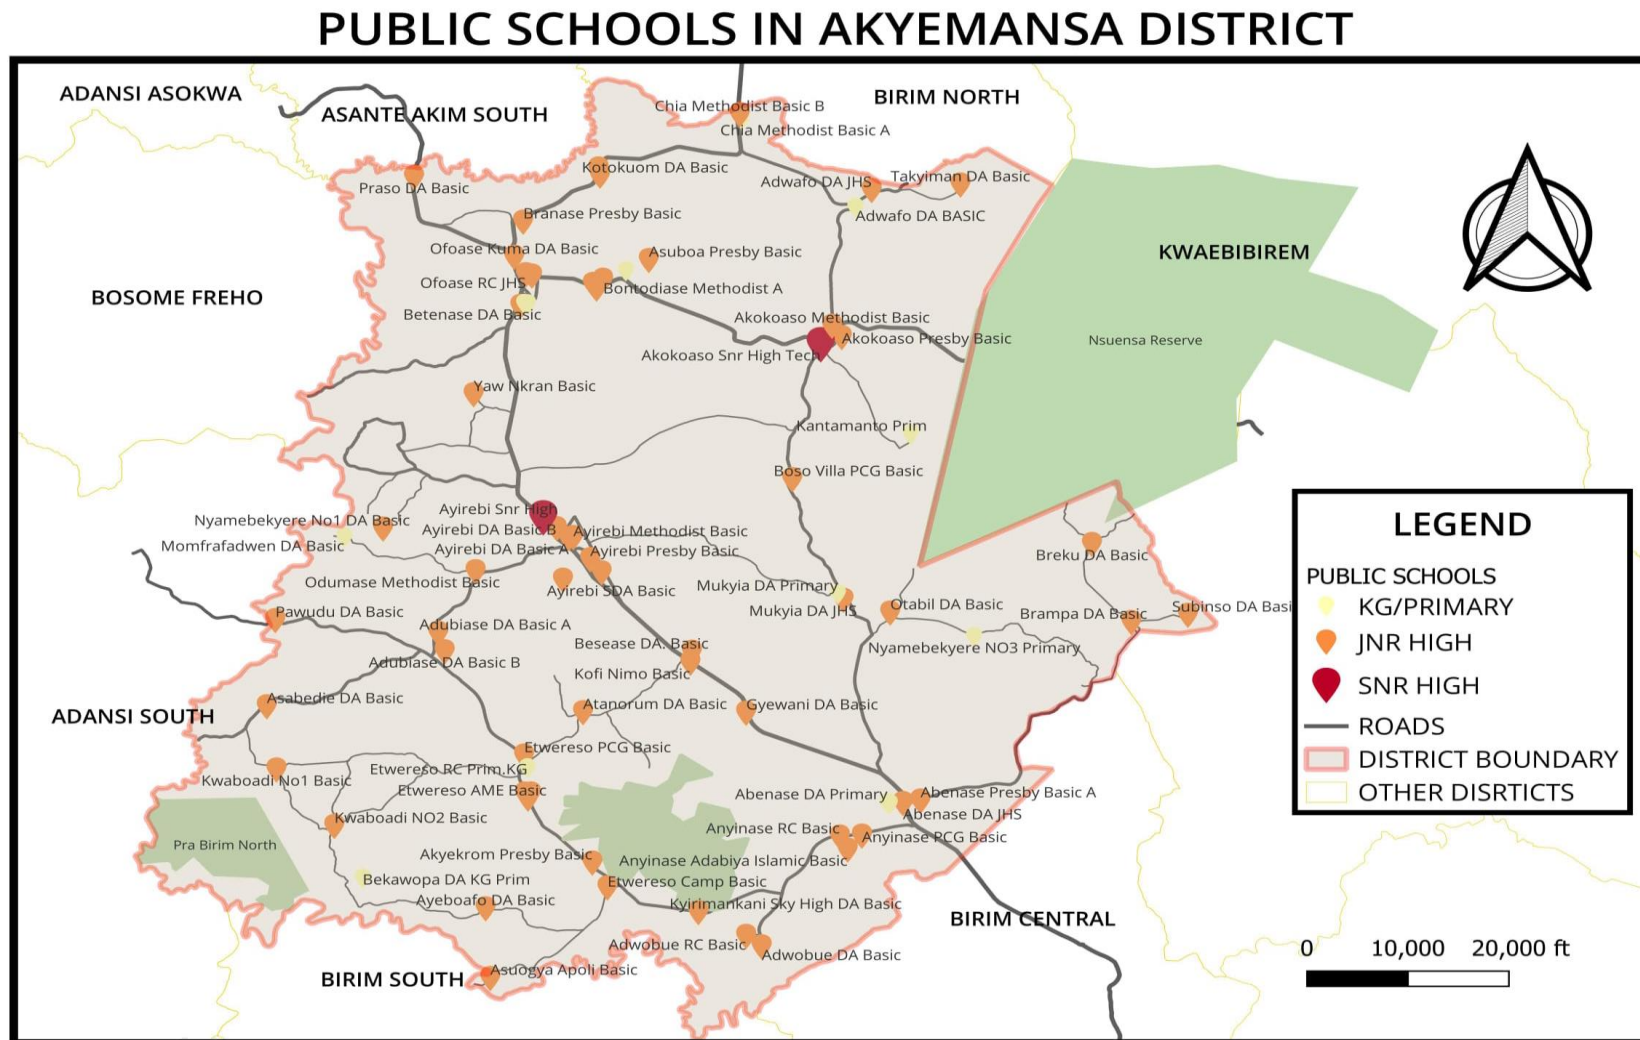 PUBLIC SCHOOLS IN AKYEMANSA DISTRICT
ADANSI ASOKWA
ASANTE AKIM SOUTH
BIRIM NORTH
Chia Methodist Basic B
Chia Methodist Basic A
Kotokuom DA Basic
Praso DA Basic
Adwafo DA JHS
Takyiman DA Basic
Branase Presby Basic
Adwafo DA BASIC
Ofoase Kuma DA Basic
Asuboa Presby Basic
KWAEBIBIREM
Ofoase RC JHS
Bontodiase Methodist A
BOSOME FREHO
Betenase DA Basic
Akokoaso Methodist Basic
Akokoaso Presby Basic
Nsuensa Reserve
Akokoaso Snr High Tech
Yaw Nkran Basic
Kantamanto Prim
Boso Villa PCG Basic
Ayirebi Snr High
Nyamebekyere No1 DA Basic
Ayirebi DA Basic B
Ayirebi Methodist Basic
Momfrafadwen DA Basic
Ayirebi DA Basic A
Ayirebi Presby Basic
Breku DA Basic
Odumase Methodist Basic
Ayirebi SDA Basic
Mukyia DA Primary
Mukyia DA JHS
Otabil DA Basic
Brampa DA Basic
Subinso DA Basi
Pawudu DA Basic
Adubiase DA Basic A
Besease DA. Basic
Nyamebekyere NO3 Primary
Adubiase DA Basic B
Kofi Nimo Basic
Asabedie DA Basic
Atanorum DA Basic
Gyewani DA Basic
ADANSI SOUTH
Etwereso PCG Basic
Etwereso RC Prim.KG
Kwaboadi No1 Basic
Etwereso AME Basic
Abenase DA Primary
Abenase Presby Basic A
Abenase DA JHS
Kwaboadi NO2 Basic
Anyinase RC Basic
Anyinase PCG Basic
Pra Birim North
Akyekrom Presby Basic
Anyinase Adabiya Islamic Basic
Bekawopa DA KG Prim
Etwereso Camp Basic
Ayeboafo DA Basic
Kyirimankani Sky High DA Basic
BIRIM CENTRAL
Adwobue RC Basic
Adwobue DA Basic
BIRIM SOUTH
Asuogya Apoli Basic
LEGEND
PUBLIC SCHOOLS
KG/PRIMARY
JNR HIGH
SNR HIGH
ROADS
DISTRICT BOUNDARY
OTHER DISRTICTS
0 10,000 20,000 ft